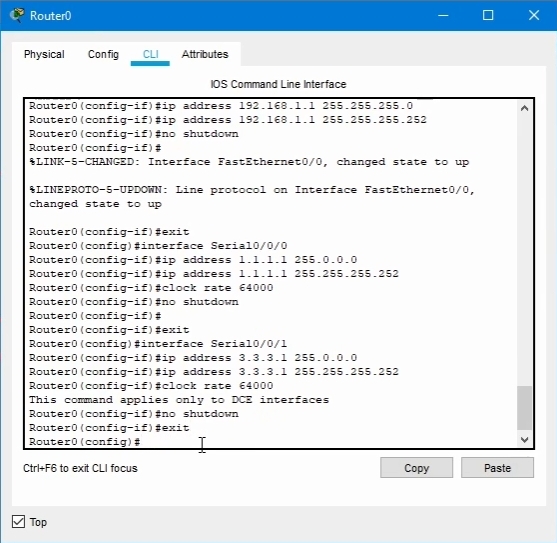 Router0
Physical Config CLI Attributes
IOS Command Line Interface
Router0(config-if)#ip address 192.168.1.1 255.255.255.0
Router0(config-if)#ip address 192.168.1.1 255.255.255.252
Router0(config-if)#no shutdown
Router0(config-if)#
%LINK-5-CHANGED: Interface FastEthernet0/0, changed state to up
%LINEPROTO-5-UPDOWN: Line protocol on Interface FastEthernet0/0,
changed state to up
Router0(config-if)#exit
Router0(config)#interface Serial0/0/0
Router0(config-if)#ip address 1.1.1.1 255.0.0.0
Router0(config-if)#ip address 1.1.1.1 255.255.255.252
Router0(config-if)#clock rate 64000
Router0(config-if)#no shutdown
Router0(config-if)#
Router0(config-if)#exit
Router0(config)#interface Serial0/0/1
Router0(config-if)#ip address 3.3.3.1 255.0.0.0
Router0(config-if)#ip address 3.3.3.1 255.255.255.252
Router0(config-if)#clock rate 64000
This command applies only to DCE interfaces
Router0(config-if)#no shutdown
Router0(config-if)#exit
Router0(config)#
Ctrl+F6 to exit CLI focus
Copy Paste
Top